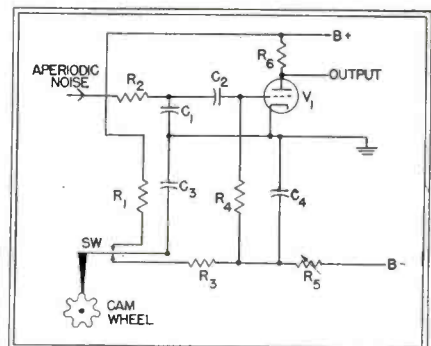 B+
R6
APERIODIC
NOISE
R2
C2
OUTPUT
V1
C1
R1
C3
R4
C4
SW
R3
R5
B-
CAM
WHEEL